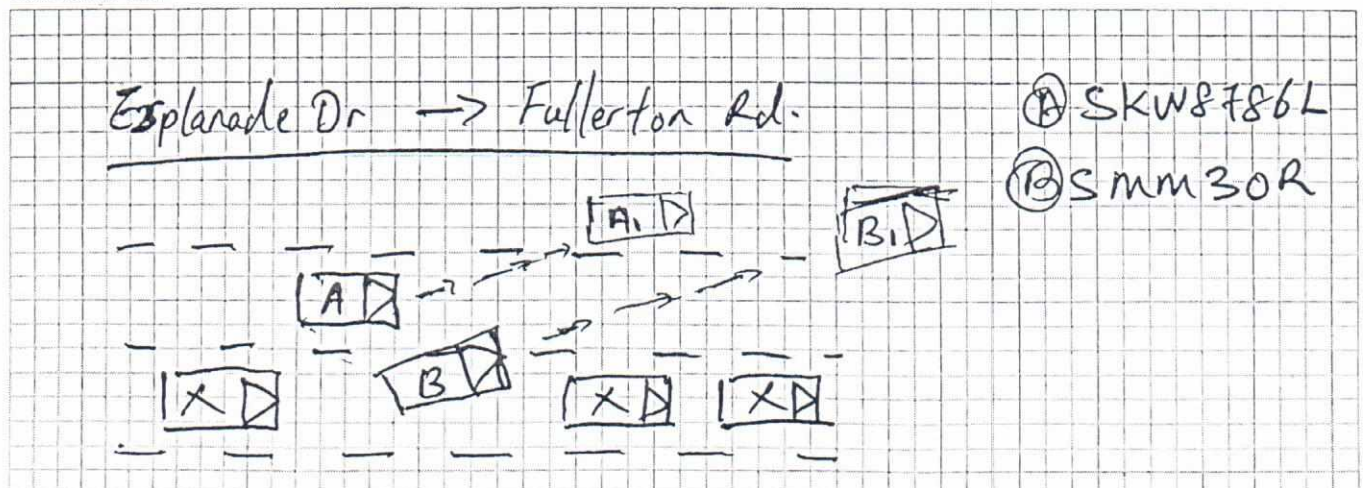 Esplanade Dr → Fullerton Rd.
Ⓐ SKW8786L
Ⓑ SMM30R
A1
B1
A
B
X
X
X